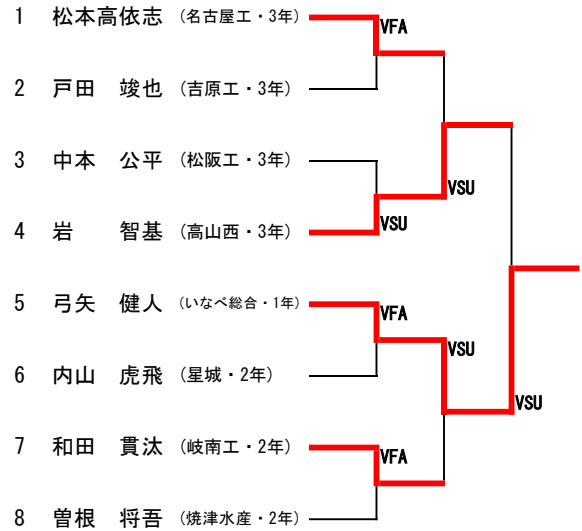 1 松本高依志 (名古屋工・3年)
VFA
2 戸田 竣也 (吉原工・3年)
3 中本 公平 (松阪工・3年)
VSU
4 岩 智基 (高山西・3年)
VSU
5 弓矢 健人 (いなべ総合・1年)
VFA
VSU
6 内山 虎飛 (星城・2年)
VSU
7 和田 貫汰 (岐南工・2年)
VFA
8 曽根 将吾 (焼津水産・2年)